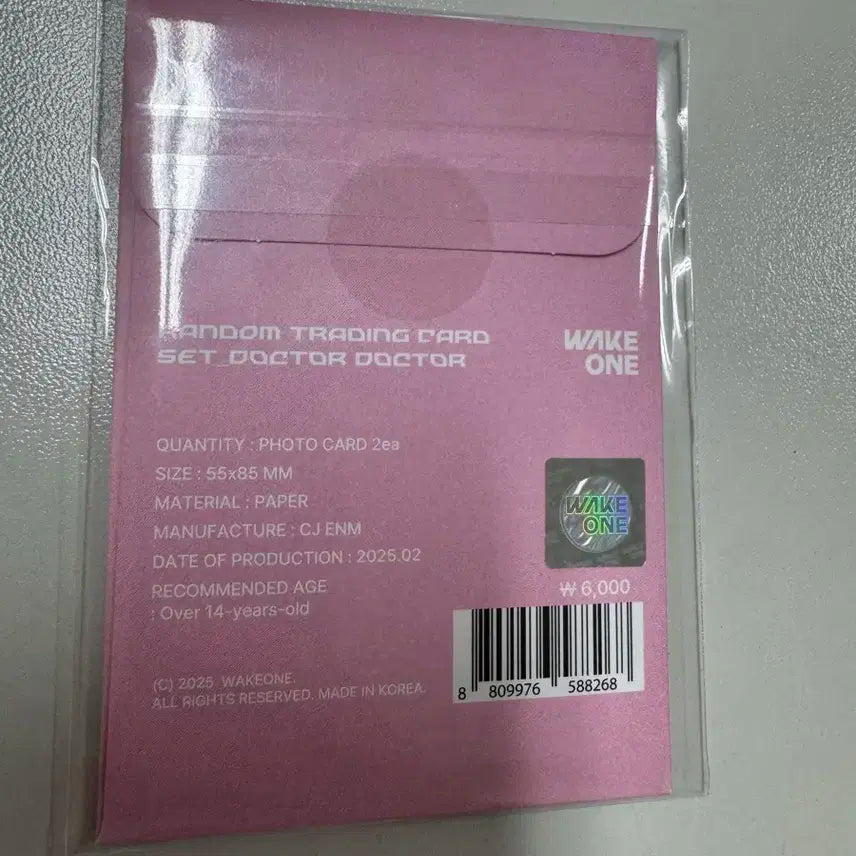 RANDOM TRADING CARD
SET_DOCTOR DOCTOR
WAKE
ONE
QUANTITY : PHOTO CARD 2ea
SIZE : 55x85 MM
MATERIAL : PAPER
MANUFACTURE : CJ ENM
DATE OF PRODUCTION : 2025.02
RECOMMENDED AGE
: Over 14-years-old
WAKE
ONE
₩ 6,000
8 809976 588268
(C) 2025 WAKEONE.
ALL RIGHTS RESERVED. MADE IN KOREA.